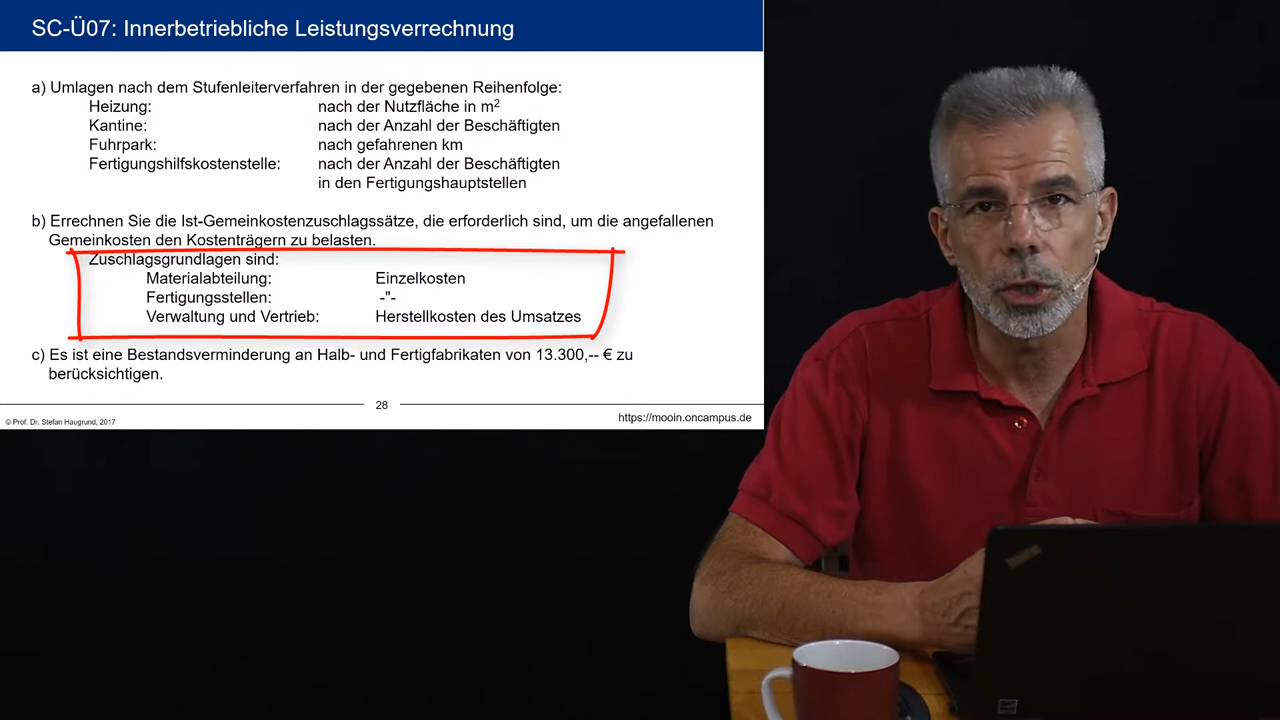 SC-Ü07: Innerbetriebliche Leistungsverrechnung
a) Umlagen nach dem Stufenleiterverfahren in der gegebenen Reihenfolge:
Heizung: nach der Nutzfläche in m²
Kantine: nach der Anzahl der Beschäftigten
Fuhrpark: nach gefahrenen km
Fertigungshilfskostenstelle: nach der Anzahl der Beschäftigten
in den Fertigungshauptstellen
b) Errechnen Sie die Ist-Gemeinkostenzuschlagssätze, die erforderlich sind, um die angefallenen
Gemeinkosten den Kostenträgern zu belasten.
Zuschlagsgrundlagen sind:
Materialabteilung: Einzelkosten
Fertigungsstellen: -"-
Verwaltung und Vertrieb: Herstellkosten des Umsatzes
c) Es ist eine Bestandsverminderung an Halb- und Fertigfabrikaten von 13.300,-- € zu
berücksichtigen.
28
© Prof. Dr. Stefan Haugrund, 2017
https://mooin.oncampus.de
ThinkPad